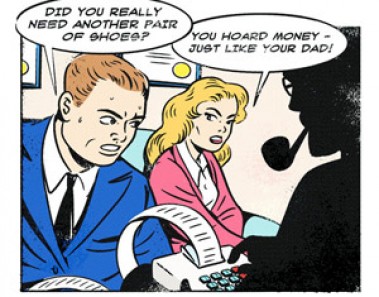 DID YOU REALLY
NEED ANOTHER PAIR
OF SHOES?
YOU HOARD MONEY -
JUST LIKE YOUR DAD!